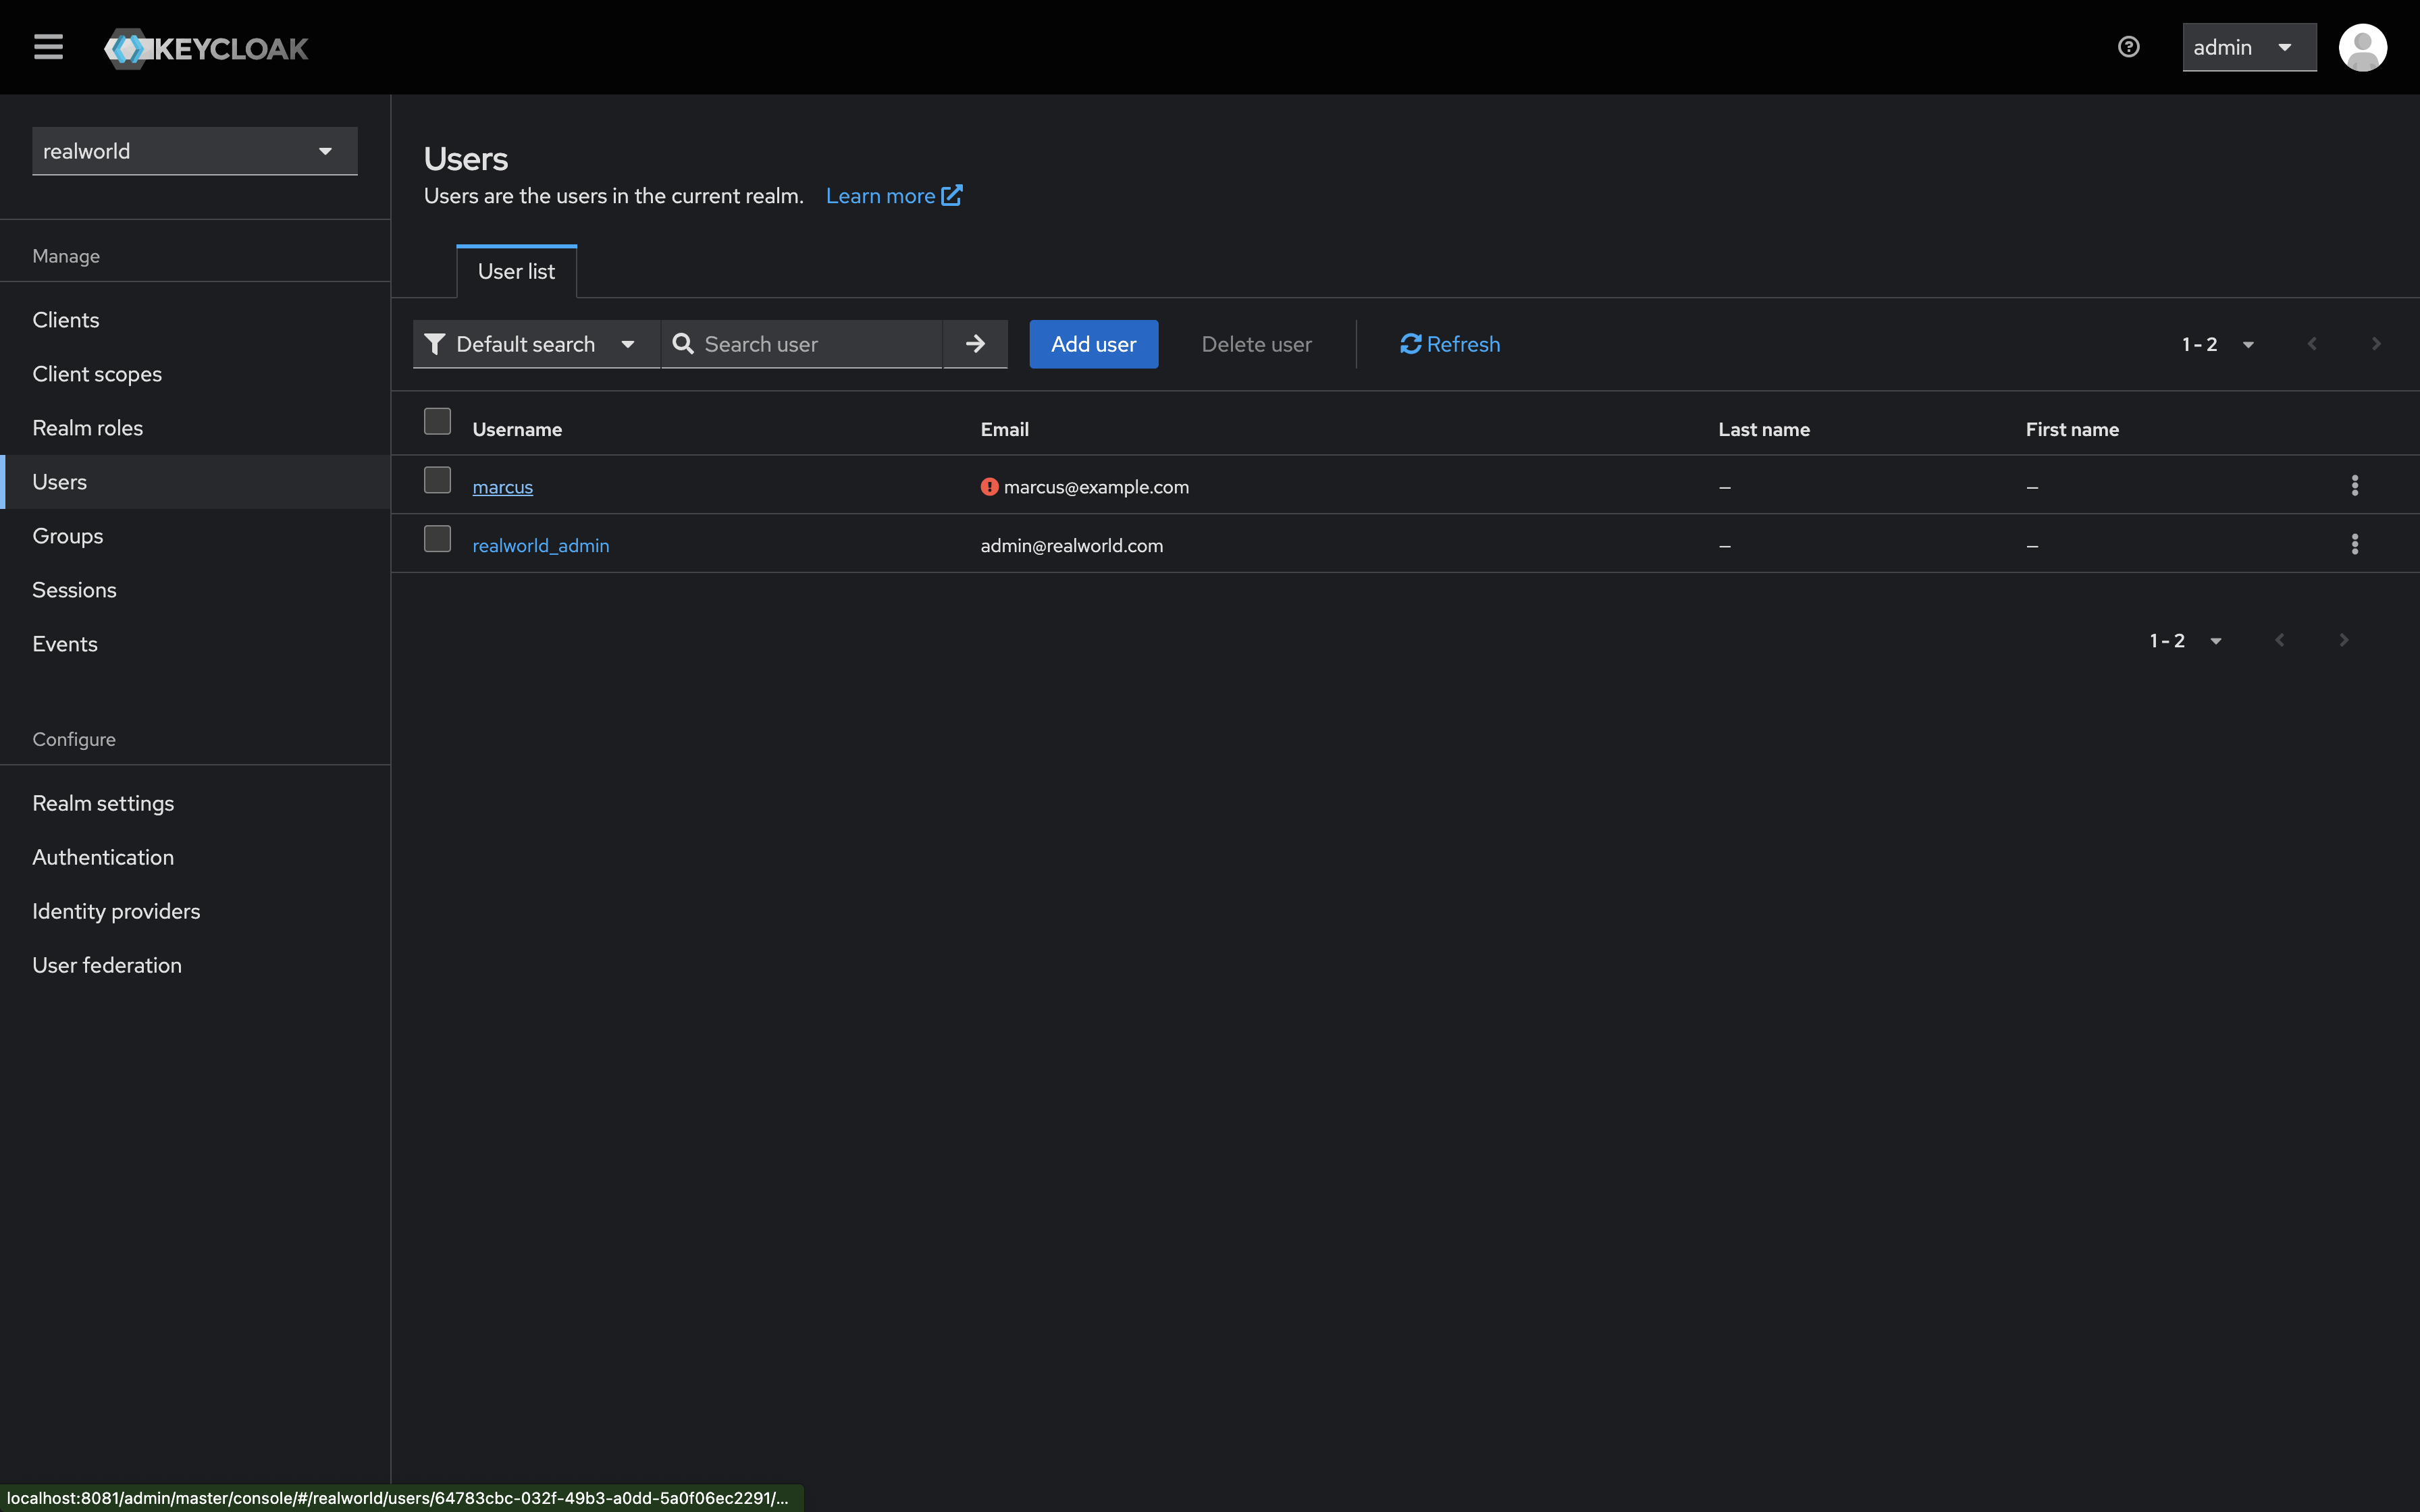 KEYCLOAK
admin
realworld
Manage
Clients
Client scopes
Realm roles
Users
Groups
Sessions
Events
Configure
Realm settings
Authentication
Identity providers
User federation
Users
Users are the users in the current realm. Learn more
User list
Default search Search user Add user Delete user Refresh 1 - 2
Username Email Last name First name
marcus marcus@example.com – –
realworld_admin admin@realworld.com – –
1 - 2
localhost:8081/admin/master/console/#/realworld/users/64783cbc-032f-49b3-a0dd-5a0f06ec2291/...